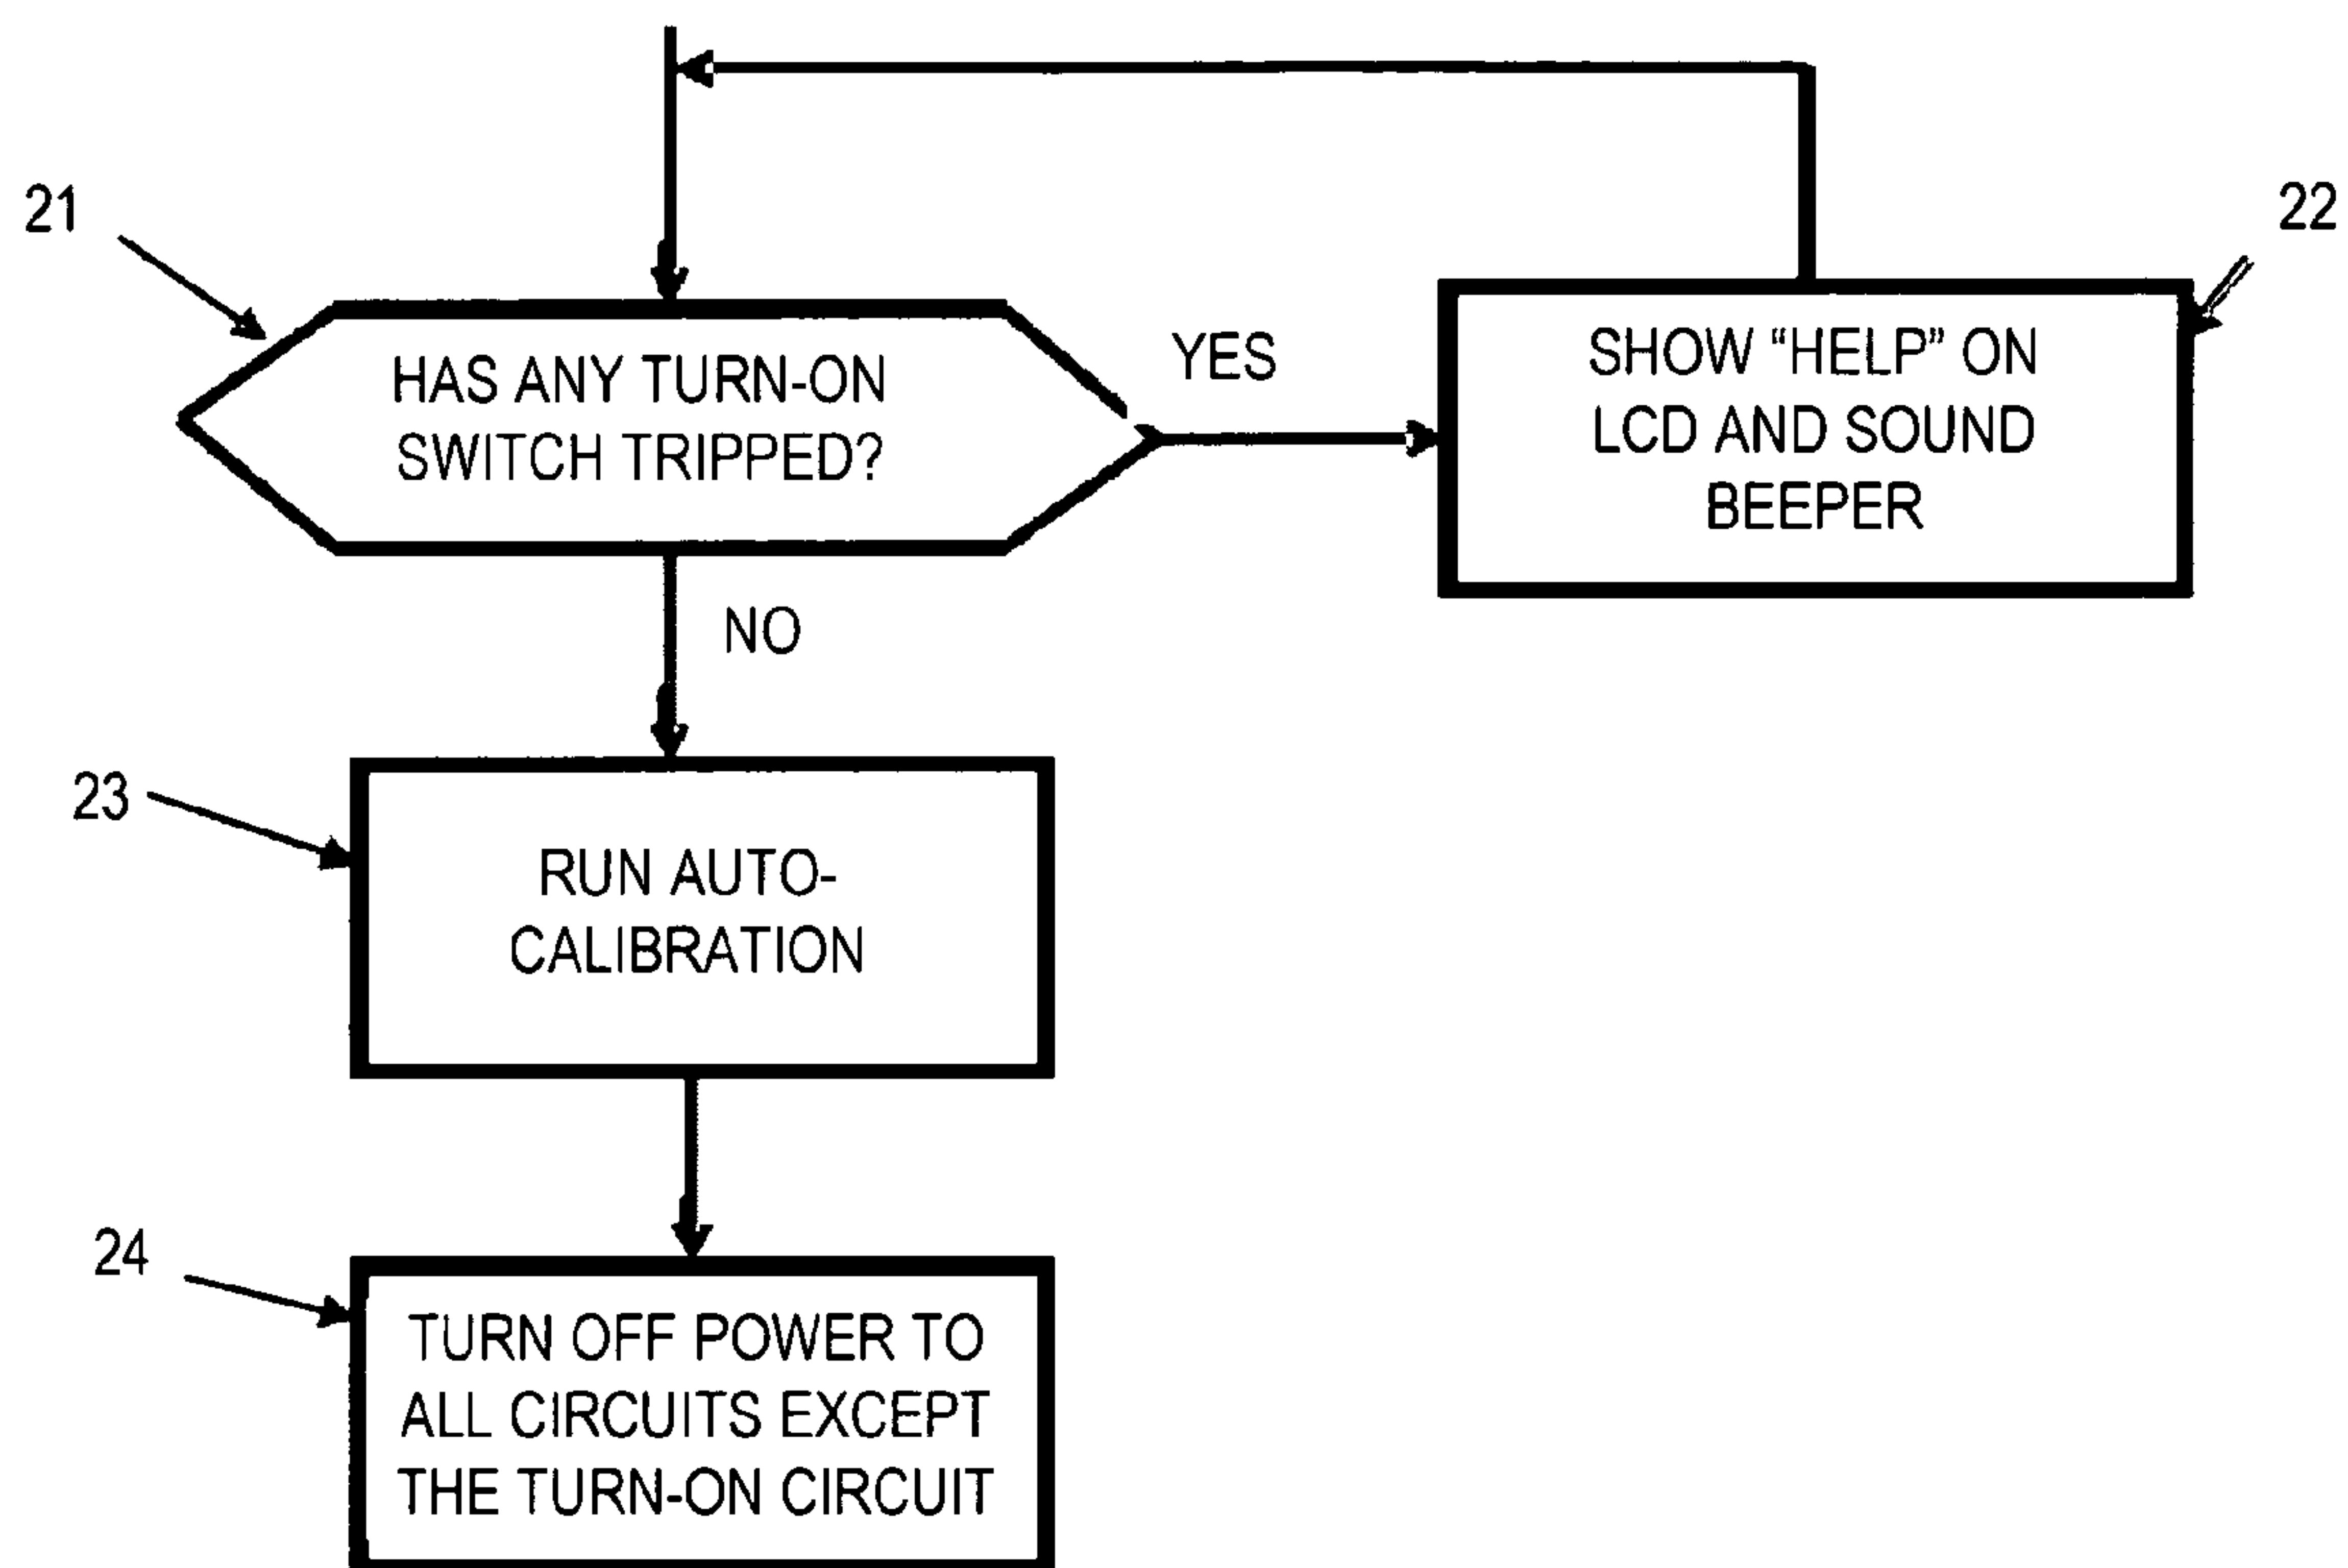 21
22
HAS ANY TURN-ON
SWITCH TRIPPED?
YES
SHOW “HELP” ON
LCD AND SOUND
BEEPER
NO
23
RUN AUTO-
CALIBRATION
24
TURN OFF POWER TO
ALL CIRCUITS EXCEPT
THE TURN-ON CIRCUIT